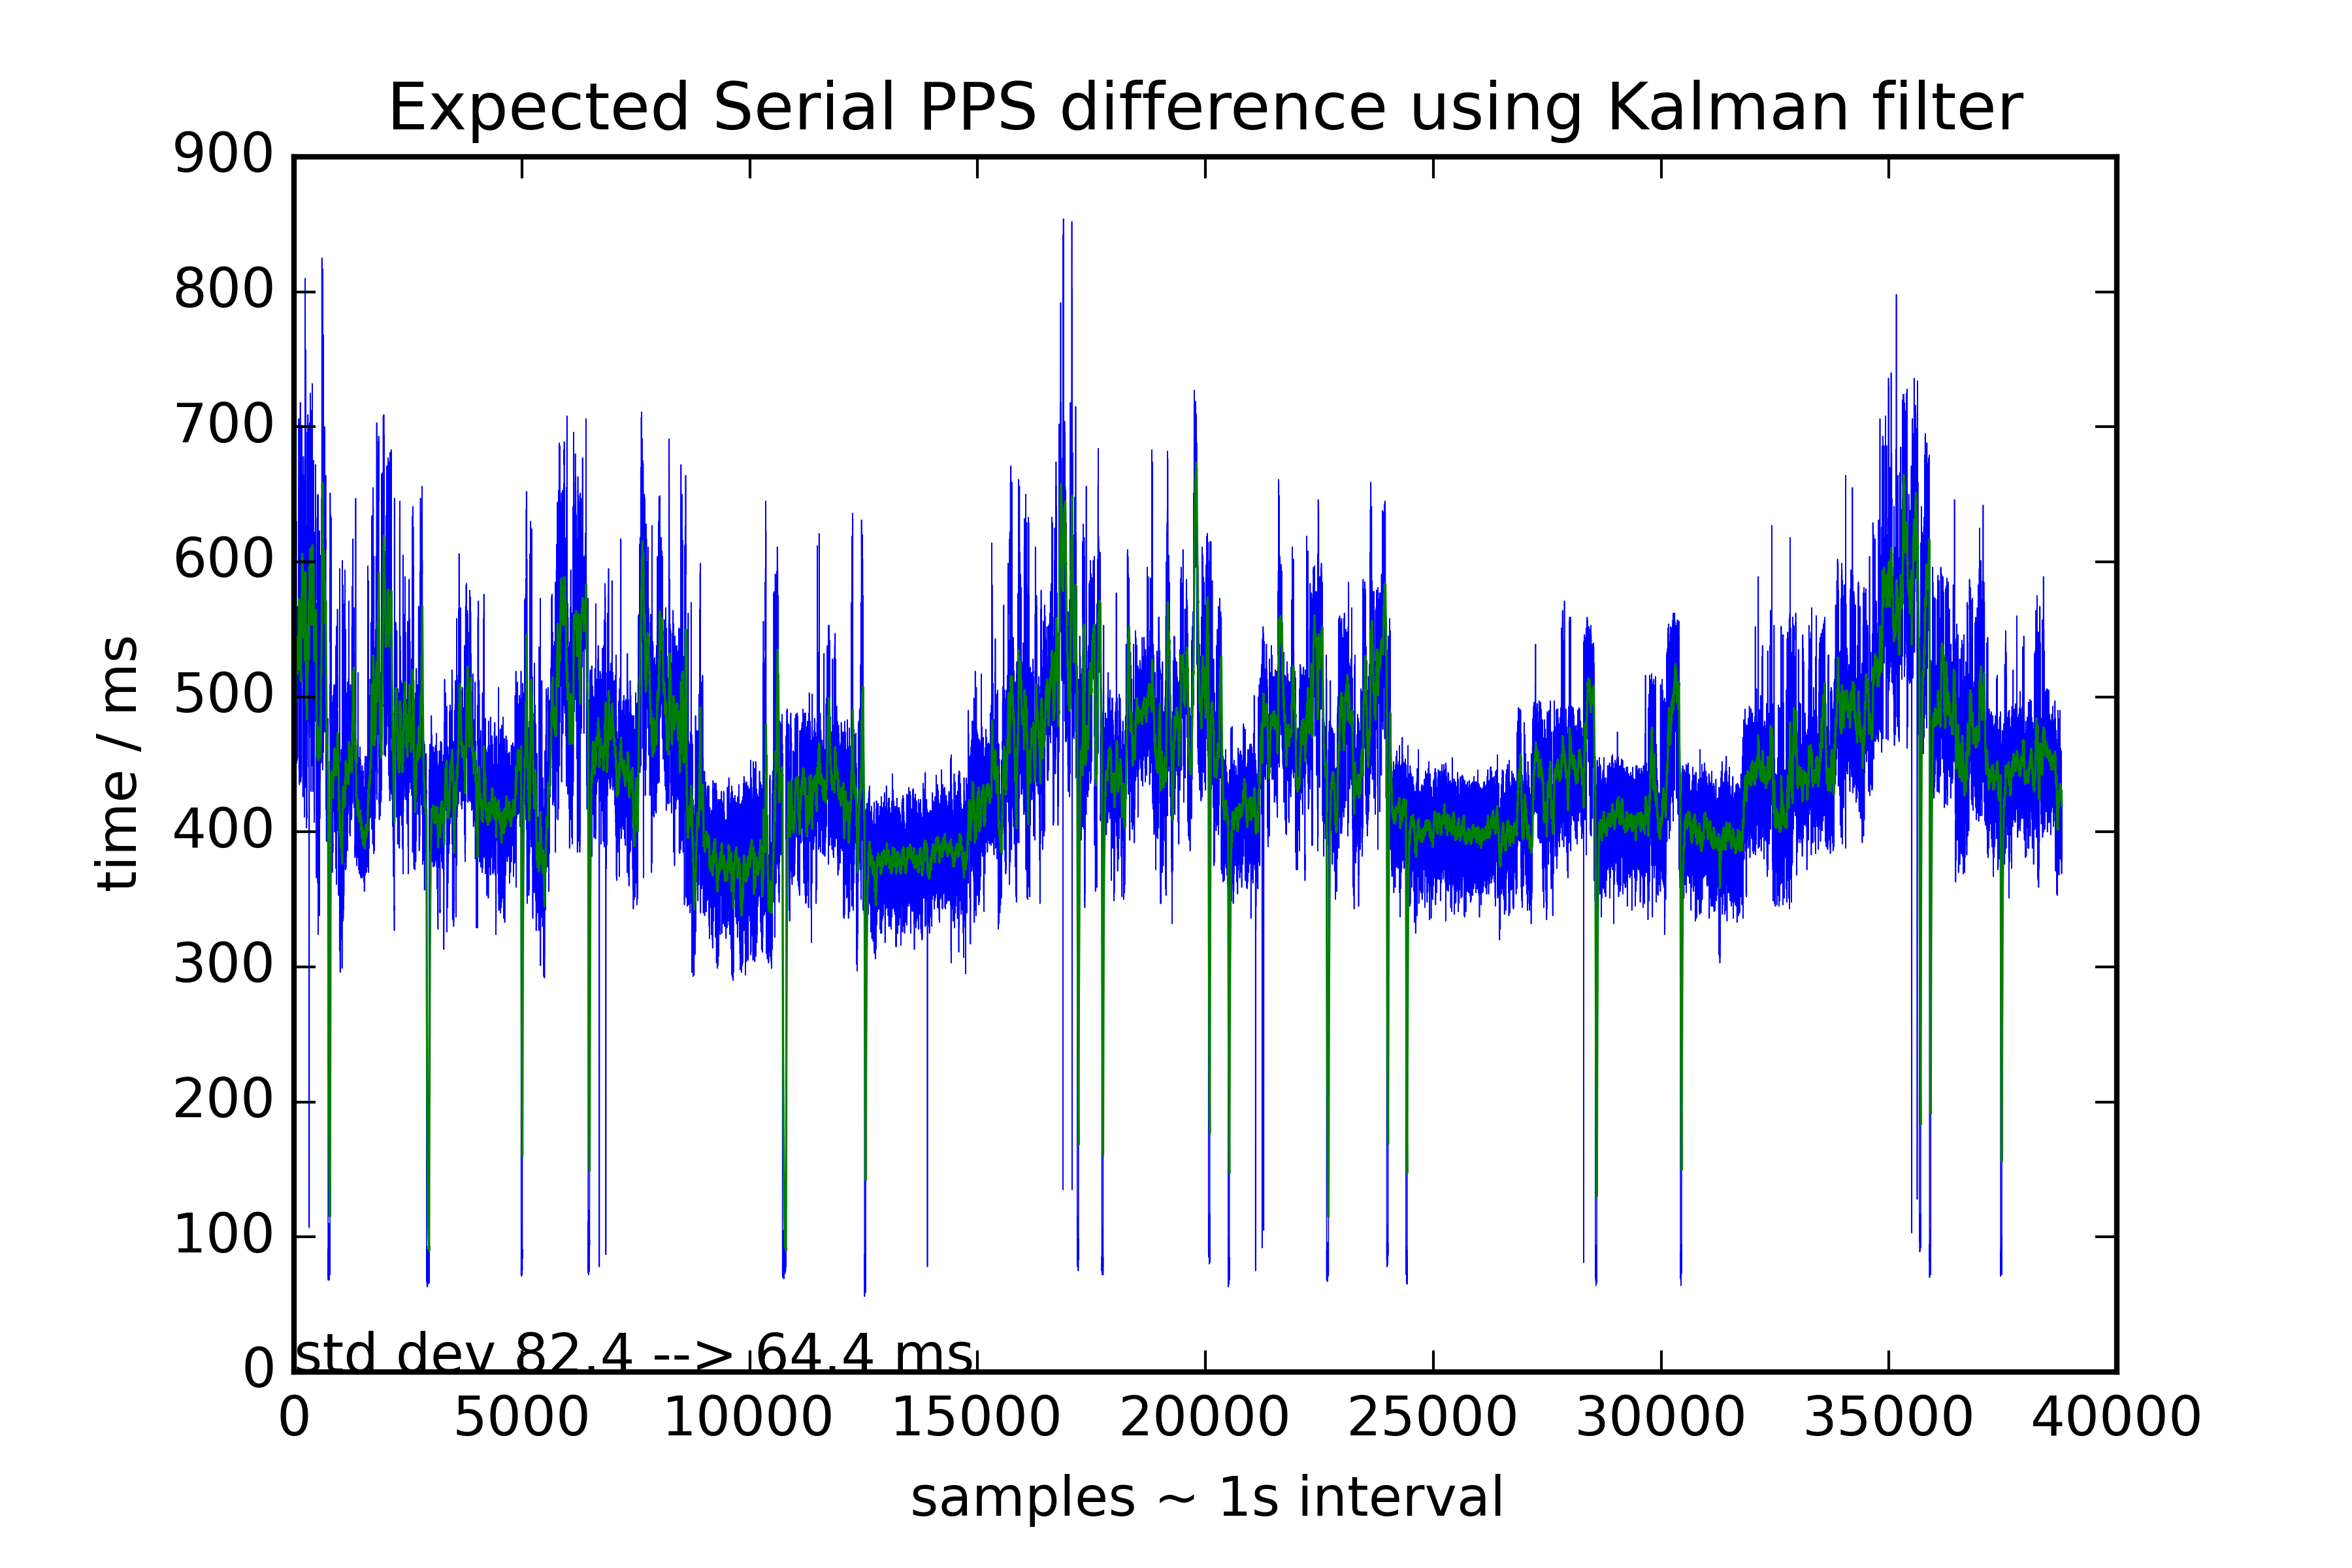 Expected Serial PPS difference using Kalman filter
900
800
700
600
500
400
300
200
100
0
time / ms
std dev 82.4 --> 64.4 ms
0 5000 10000 15000 20000 25000 30000 35000 40000
samples ~ 1s interval